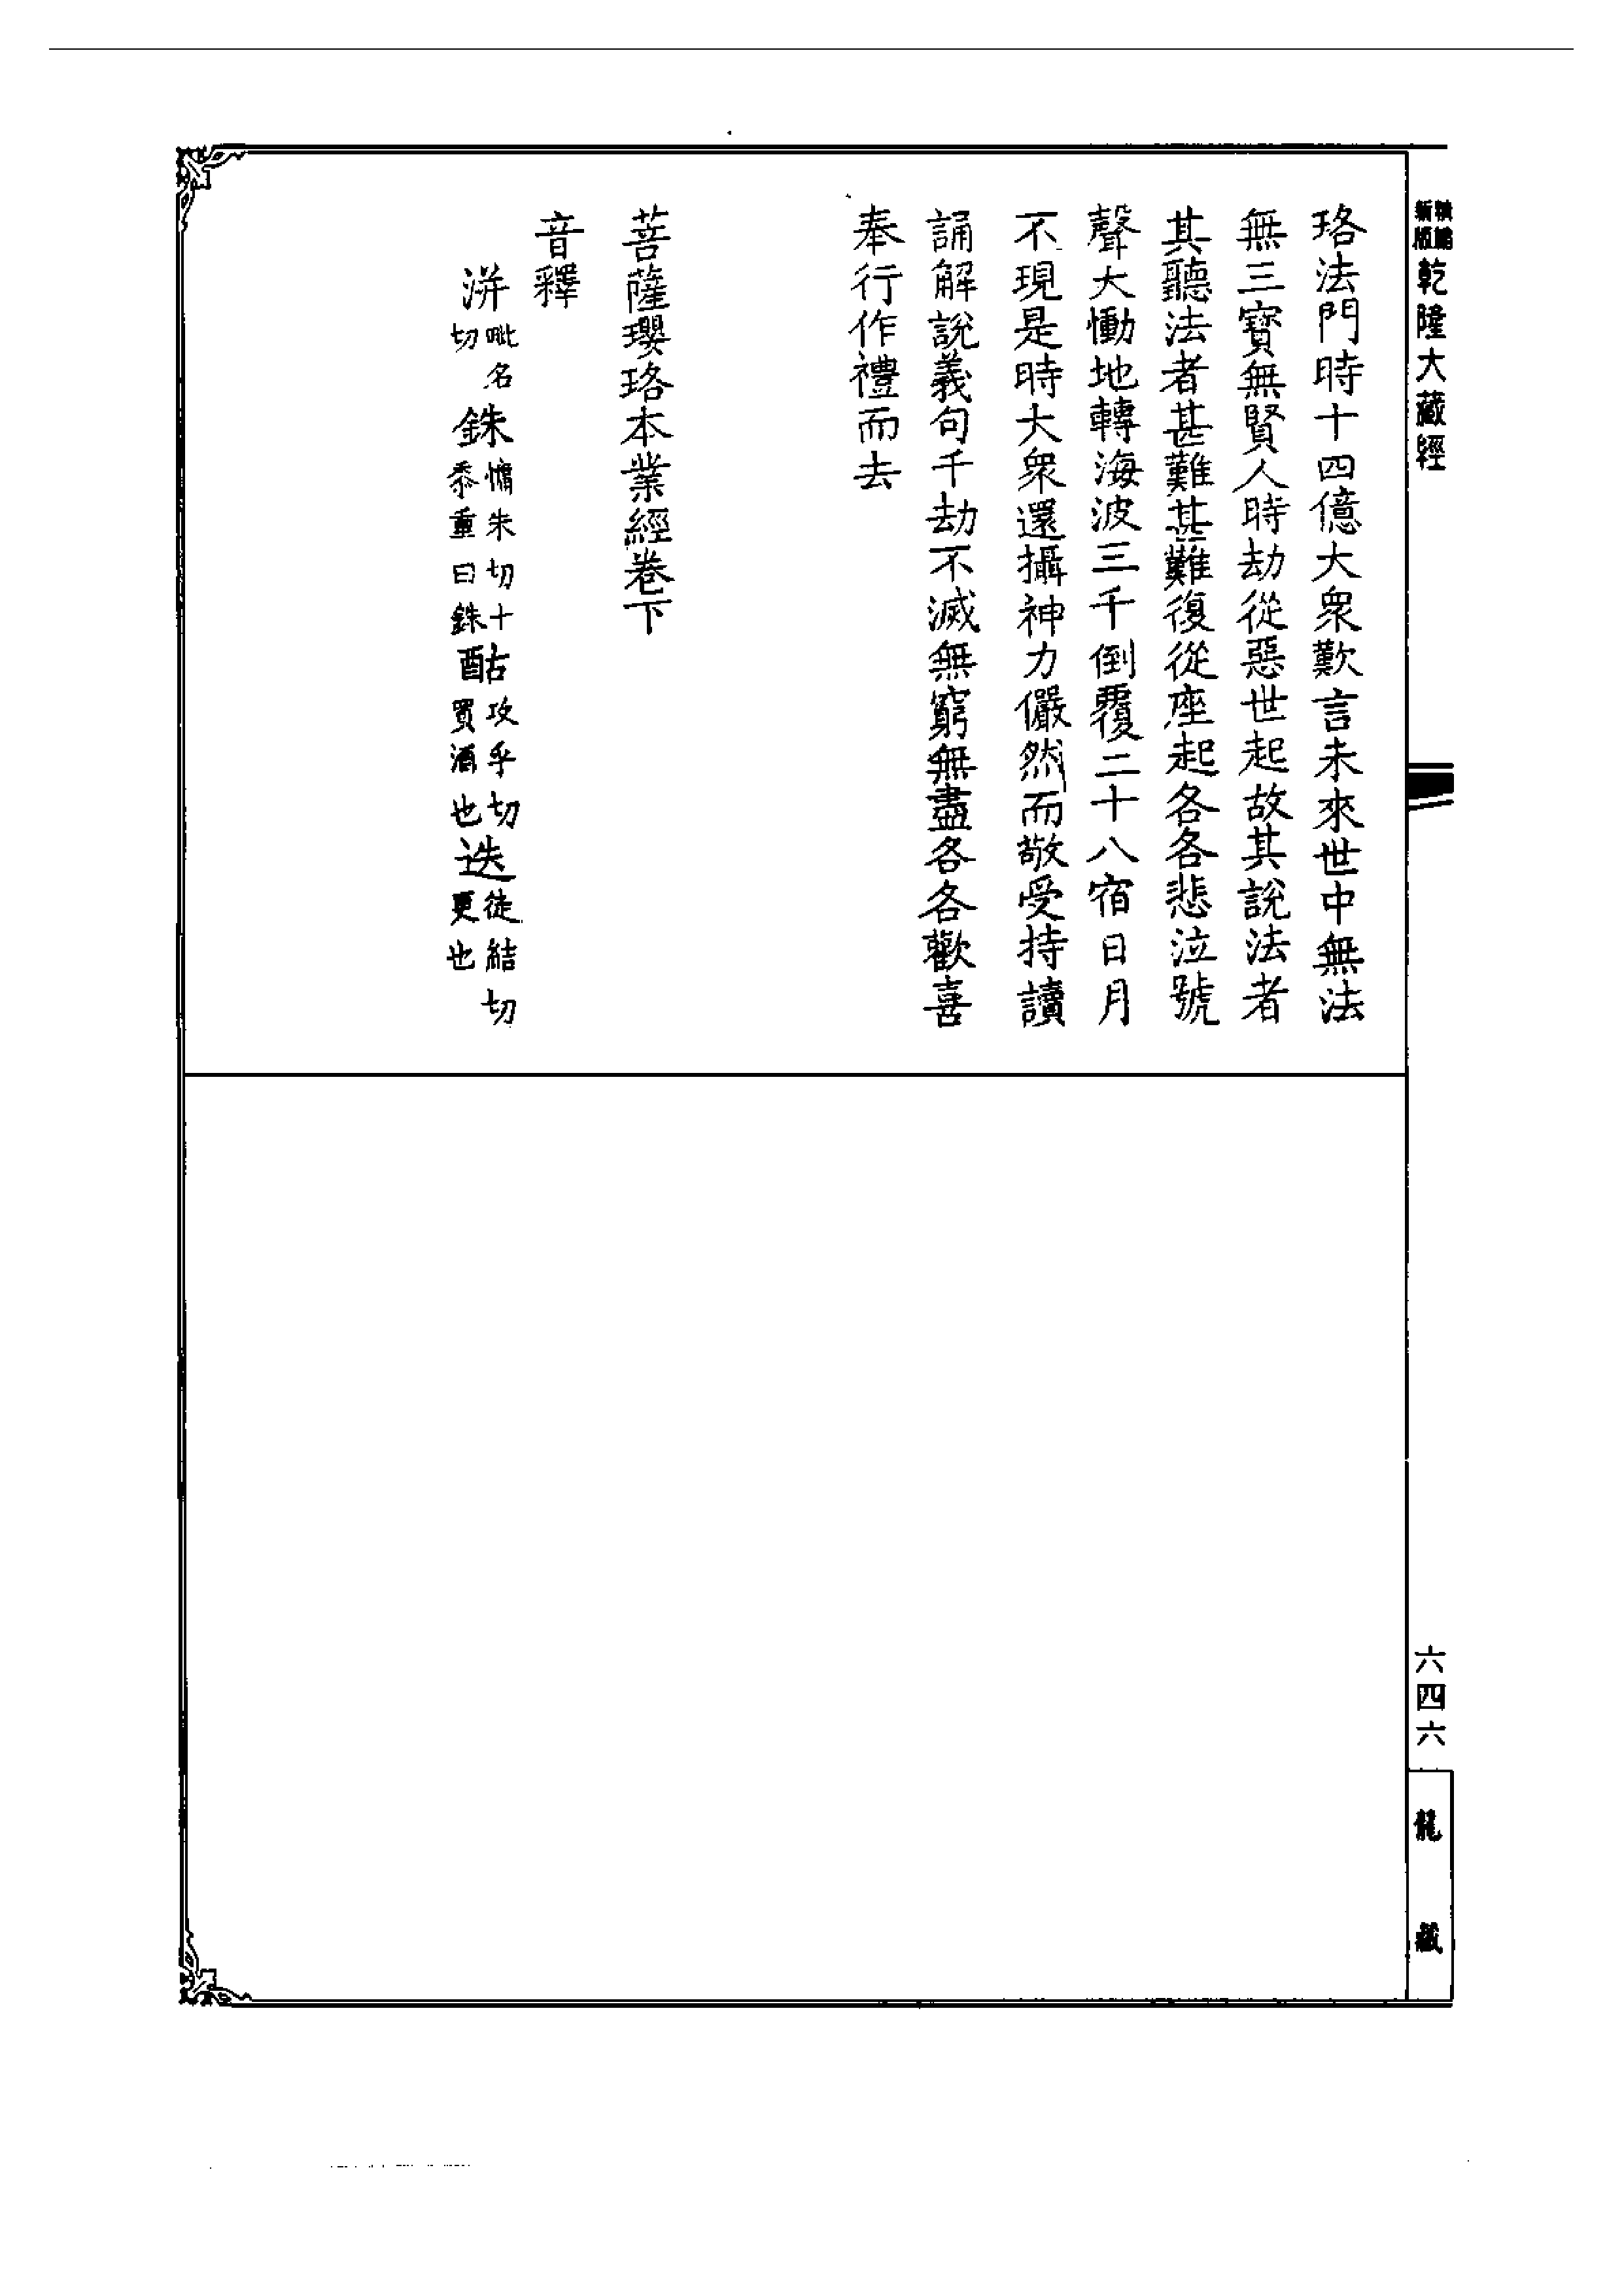 精編
新版
乾隆大藏經
六四六
龍藏
珞法門時十四億大衆歎言未來世中無法
無三寶無賢人時劫從惡世起故其說法者
其聽法者甚難甚難復從座起各各悲泣號
聲大慟地轉海波三千倒覆二十八宿日月
不現是時大衆還攝神力儼然而敬受持讀
誦解說義句千劫不滅無窮無盡各各歡喜
奉行作禮而去
菩薩瓔珞本業經卷下
音釋
洴毗名切銖慵朱切十黍重曰銖酤攻乎切買酒也迭徒結切更也